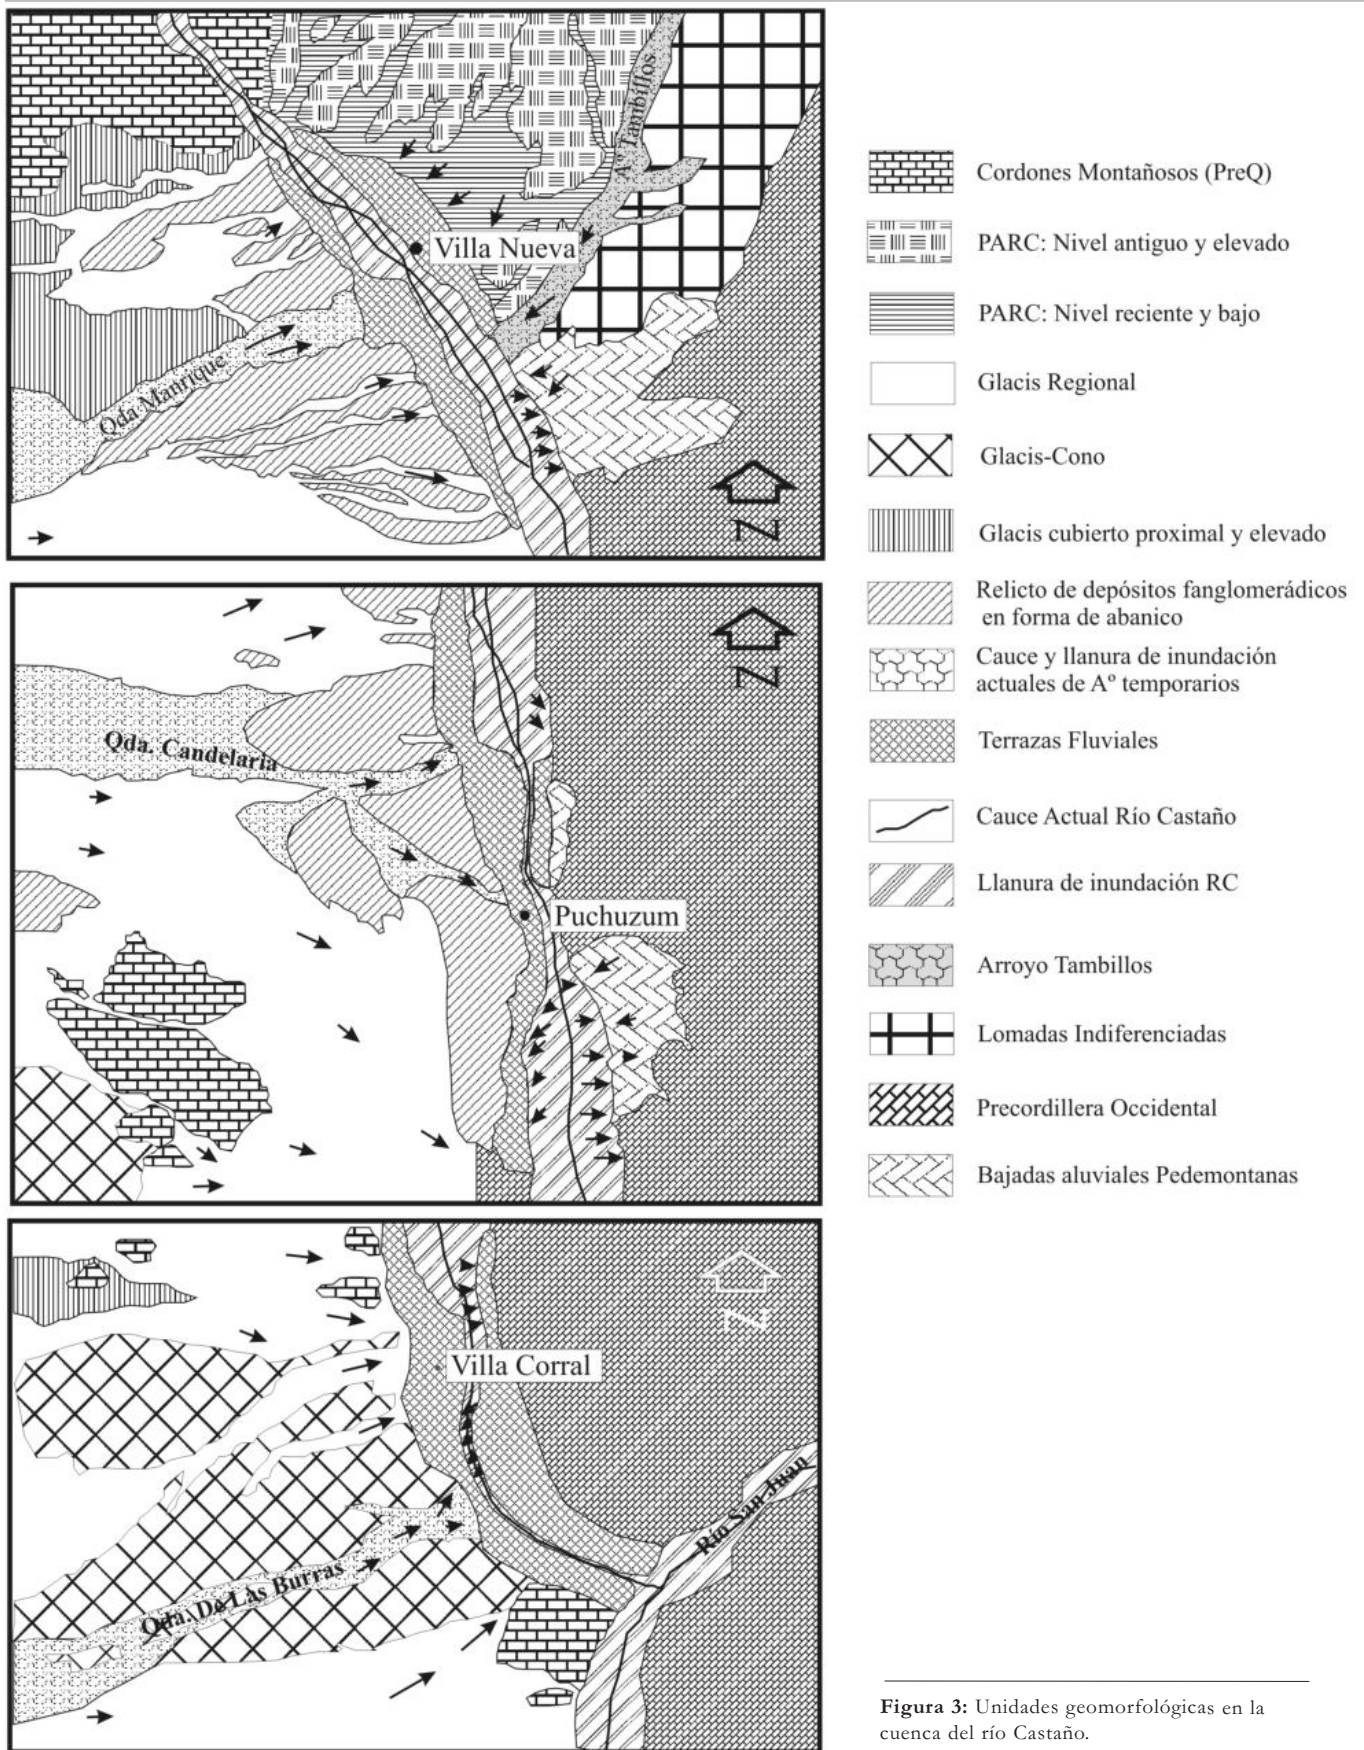 Aº Tambillos
Villa Nueva
Qda Manrique
N
Qda. Candelaria
N
Puchuzum
N
Villa Corral
Río San Juan
Qda. De Las Burras
Cordones Montañosos (PreQ)
PARC: Nivel antiguo y elevado
PARC: Nivel reciente y bajo
Glacis Regional
Glacis-Cono
Glacis cubierto proximal y elevado
Relicto de depósitos fanglomerádicos
en forma de abanico
Cauce y llanura de inundación
actuales de Aº temporarios
Terrazas Fluviales
Cauce Actual Río Castaño
Llanura de inundación RC
Arroyo Tambillos
Lomadas Indiferenciadas
Precordillera Occidental
Bajadas aluviales Pedemontanas
Figura 3: Unidades geomorfológicas en la
cuenca del río Castaño.